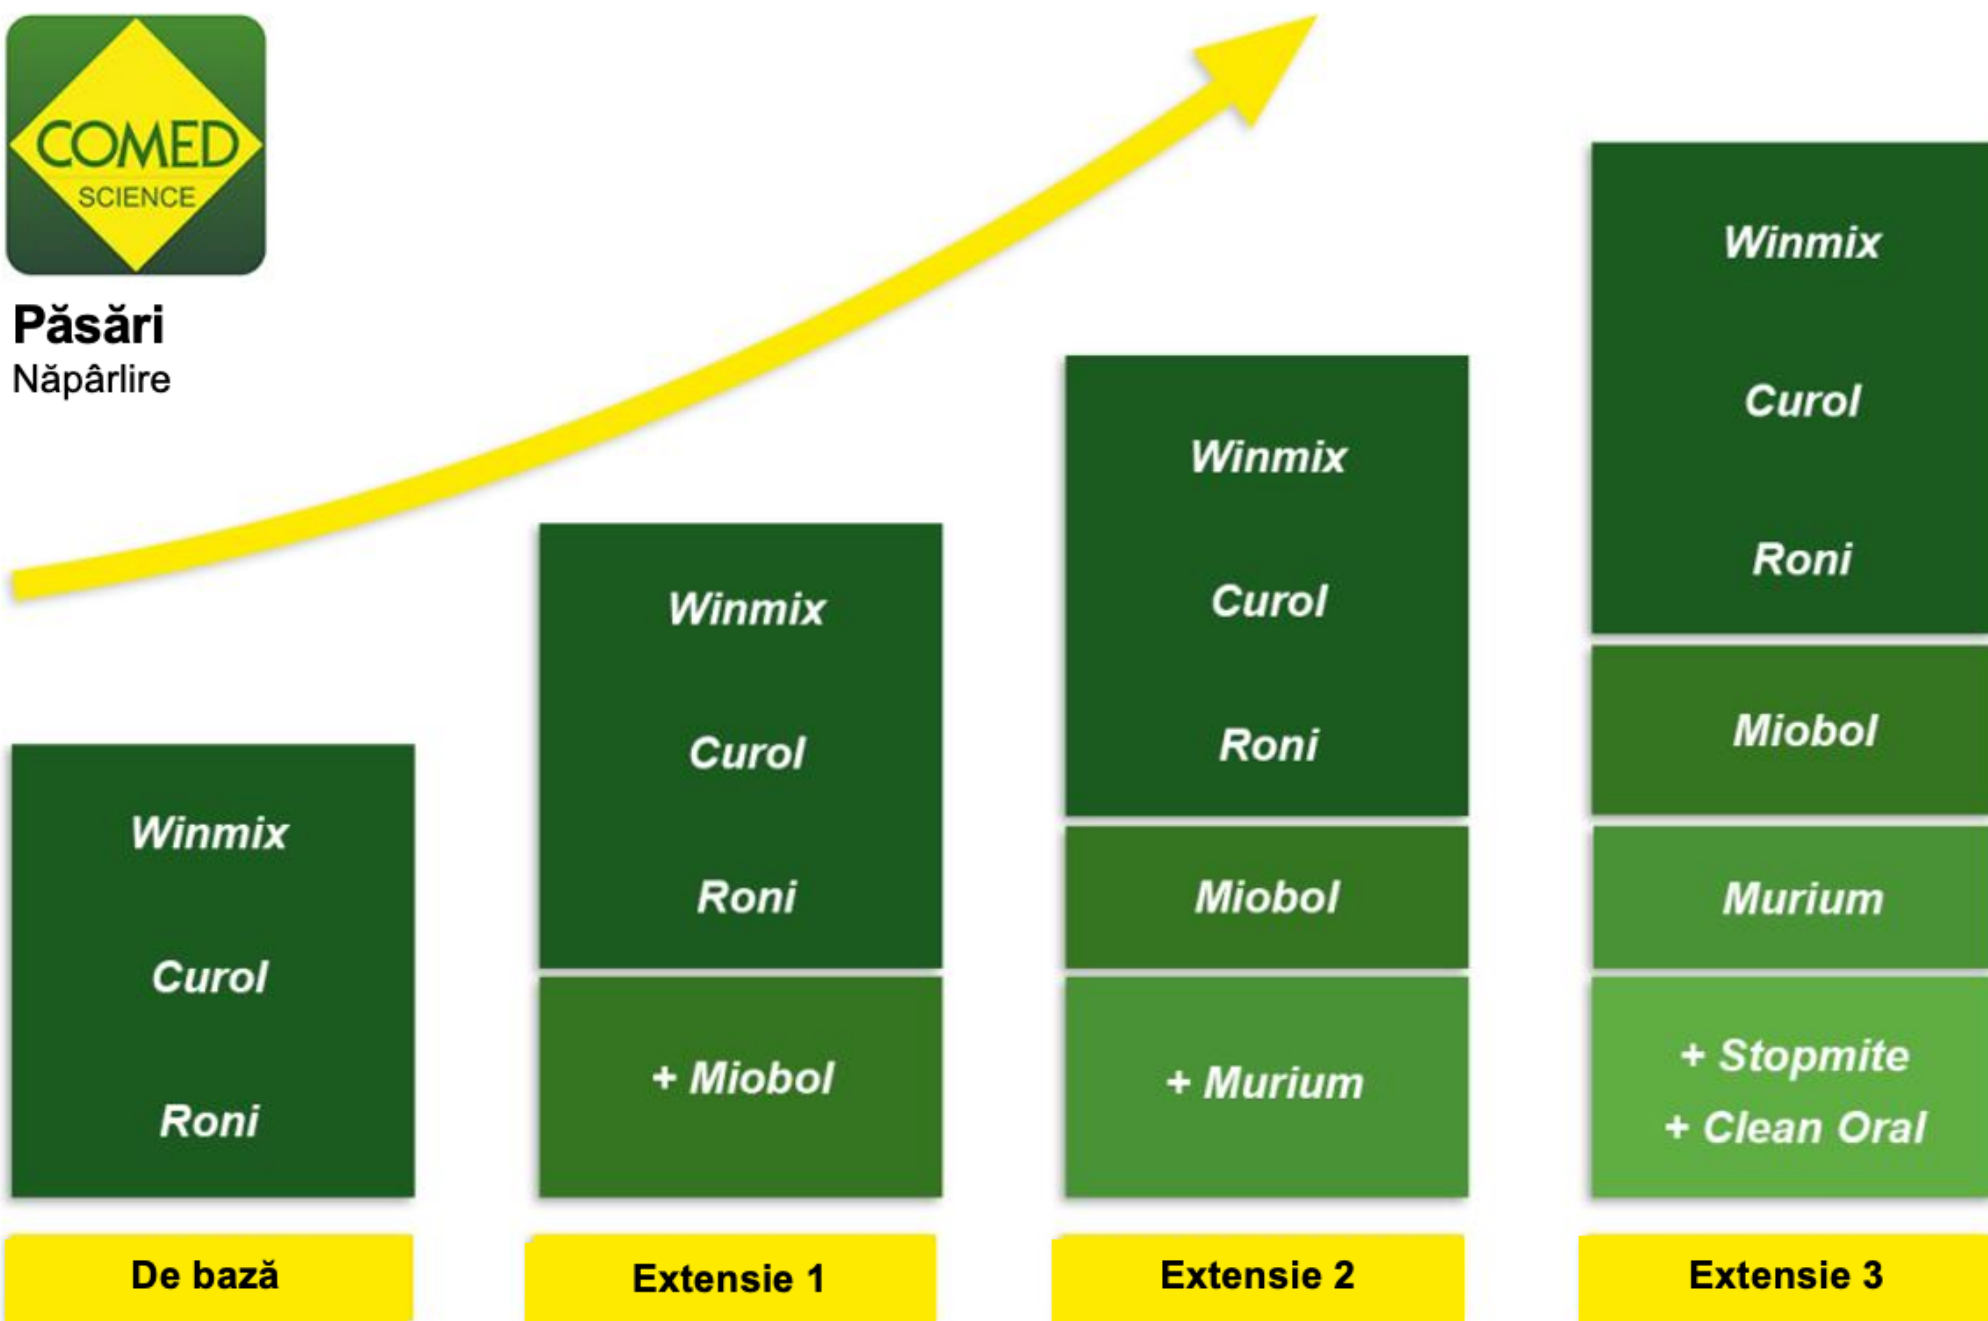 COMED
SCIENCE
Păsări
Năpârlire
Winmix
Curol
Roni
De bază
Winmix
Curol
Roni
+ Miobol
Extensie 1
Winmix
Curol
Roni
Miobol
+ Murium
Extensie 2
Winmix
Curol
Roni
Miobol
Murium
+ Stopmite
+ Clean Oral
Extensie 3